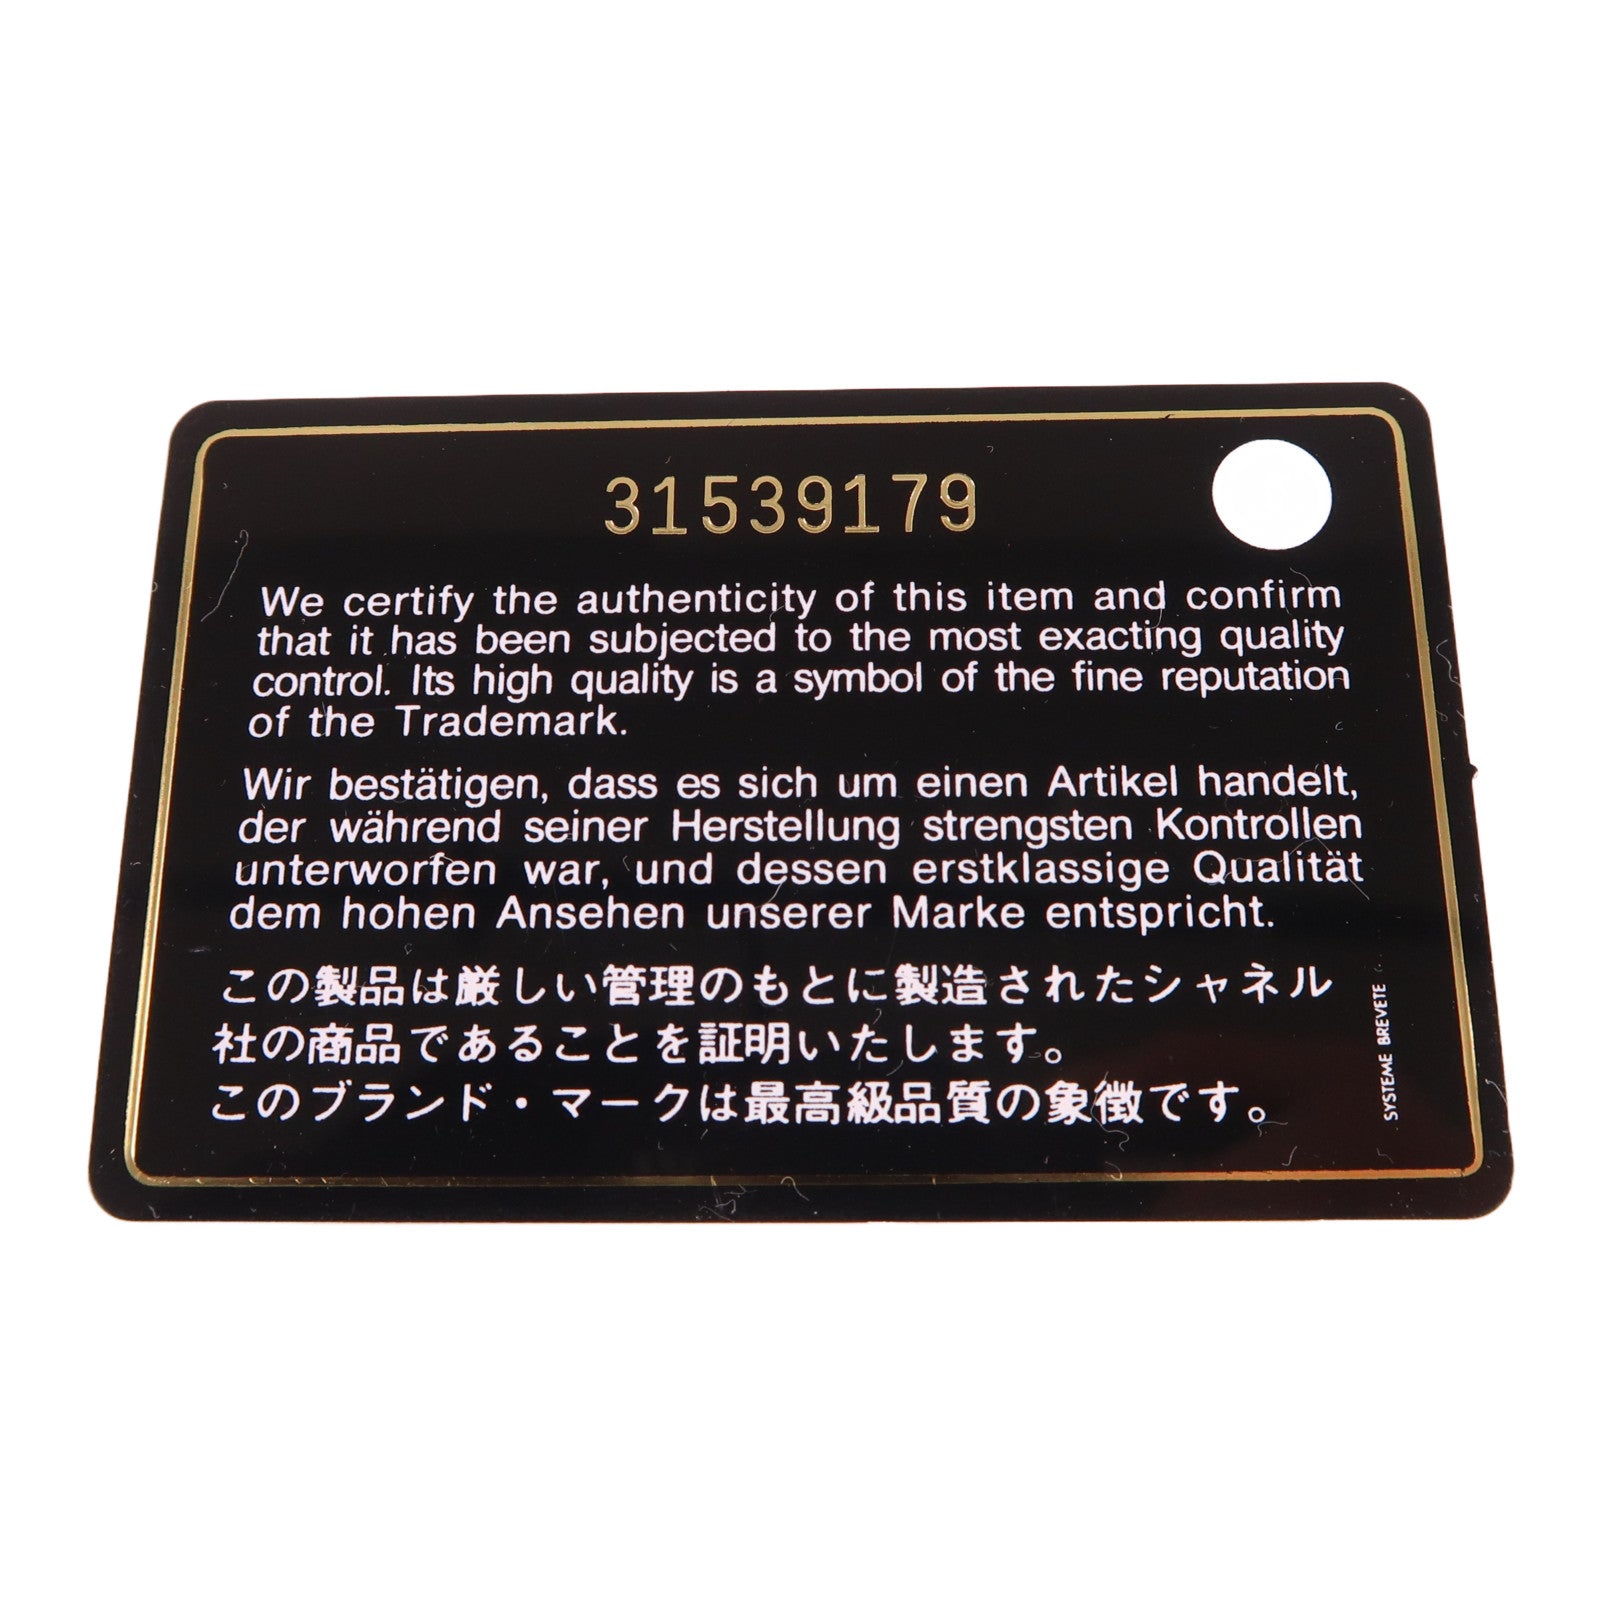 31539179
We certify the authenticity of this item and confirm
that it has been subjected to the most exacting quality
control. Its high quality is a symbol of the fine reputation
of the Trademark.
Wir bestätigen, dass es sich um einen Artikel handelt,
der während seiner Herstellung strengsten Kontrollen
unterworfen war, und dessen erstklassige Qualität
dem hohen Ansehen unserer Marke entspricht.
この製品は厳しい管理のもとに製造されたシャネル
社の商品であることを証明いたします。
このブランド・マークは最高級品質の象徴です。
SYSTEME BREVETE